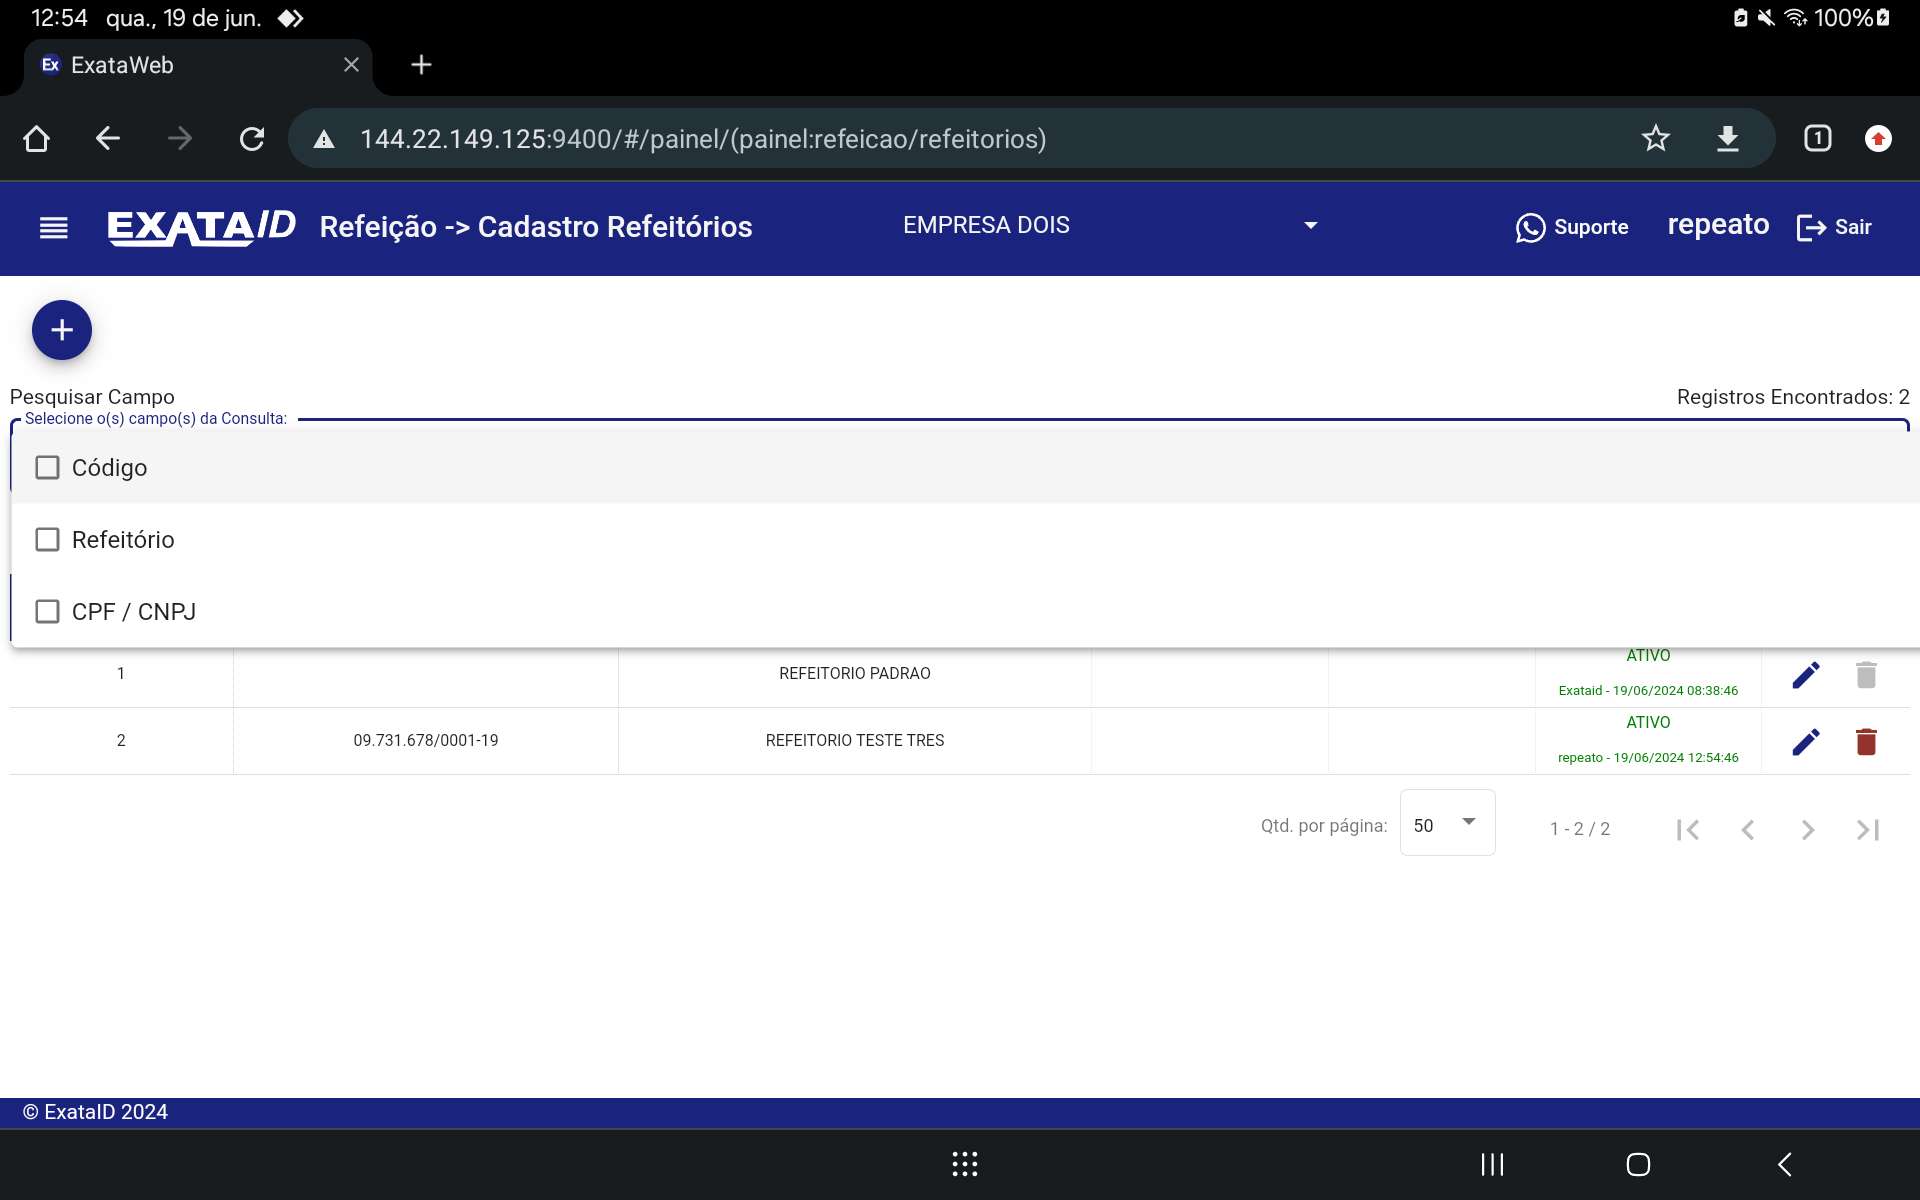 12:54 qua., 19 de jun. 100%
Ex ExataWeb
144.22.149.125:9400/#/painel/(painel:refeicao/refeitorios) 1
EXATAID Refeição -> Cadastro Refeitórios EMPRESA DOIS Suporte repeato Sair
Pesquisar Campo Registros Encontrados: 2
Selecione o(s) campo(s) da Consulta:
Código
Refeitório
CPF / CNPJ
1 REFEITORIO PADRAO ATIVO
Exataid - 19/06/2024 08:38:46
2 09.731.678/0001-19 REFEITORIO TESTE TRES ATIVO
repeato - 19/06/2024 12:54:46
Qtd. por página: 50 1 - 2 / 2
© ExataID 2024